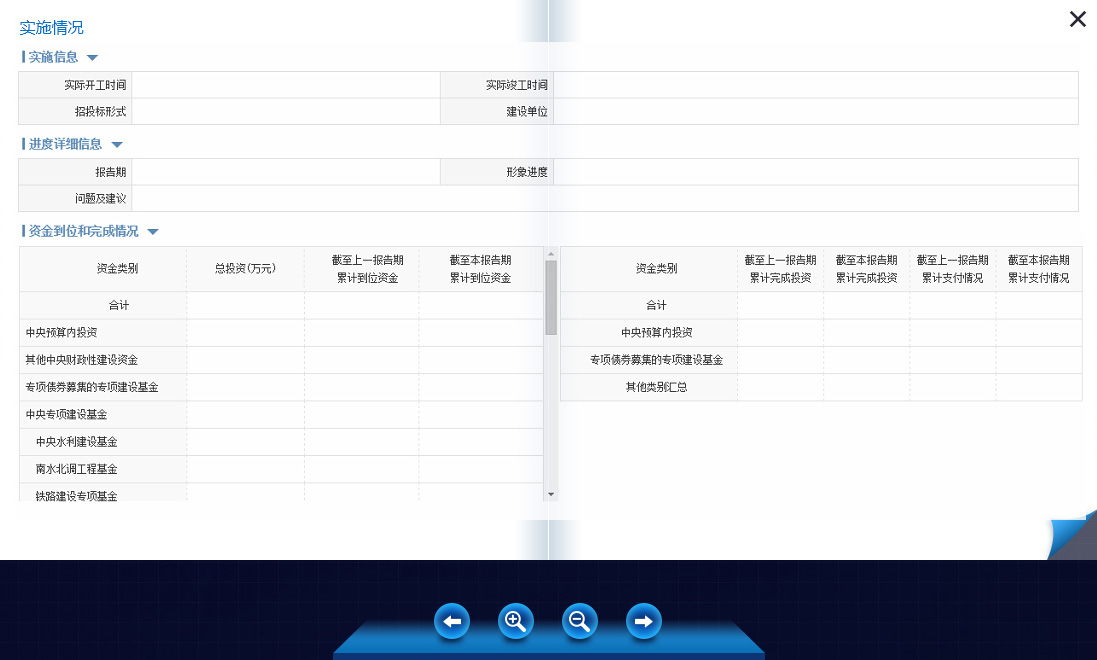 实施情况
实施信息
实际开工时间 实际竣工时间
招投标形式 建设单位
进度详细信息
报告期 形象进度
问题及建议
资金到位和完成情况
资金类别 总投资(万元) 截至上一报告期 累计到位资金 截至本报告期 累计到位资金
合计
中央预算内投资
其他中央财政性建设资金
专项债券募集的专项建设基金
中央专项建设基金
中央水利建设基金
南水北调工程基金
铁路建设专项基金
资金类别 截至上一报告期 累计完成投资 截至本报告期 累计完成投资 截至上一报告期 累计支付情况 截至本报告期 累计支付情况
合计
中央预算内投资
专项债券募集的专项建设基金
其他类别汇总